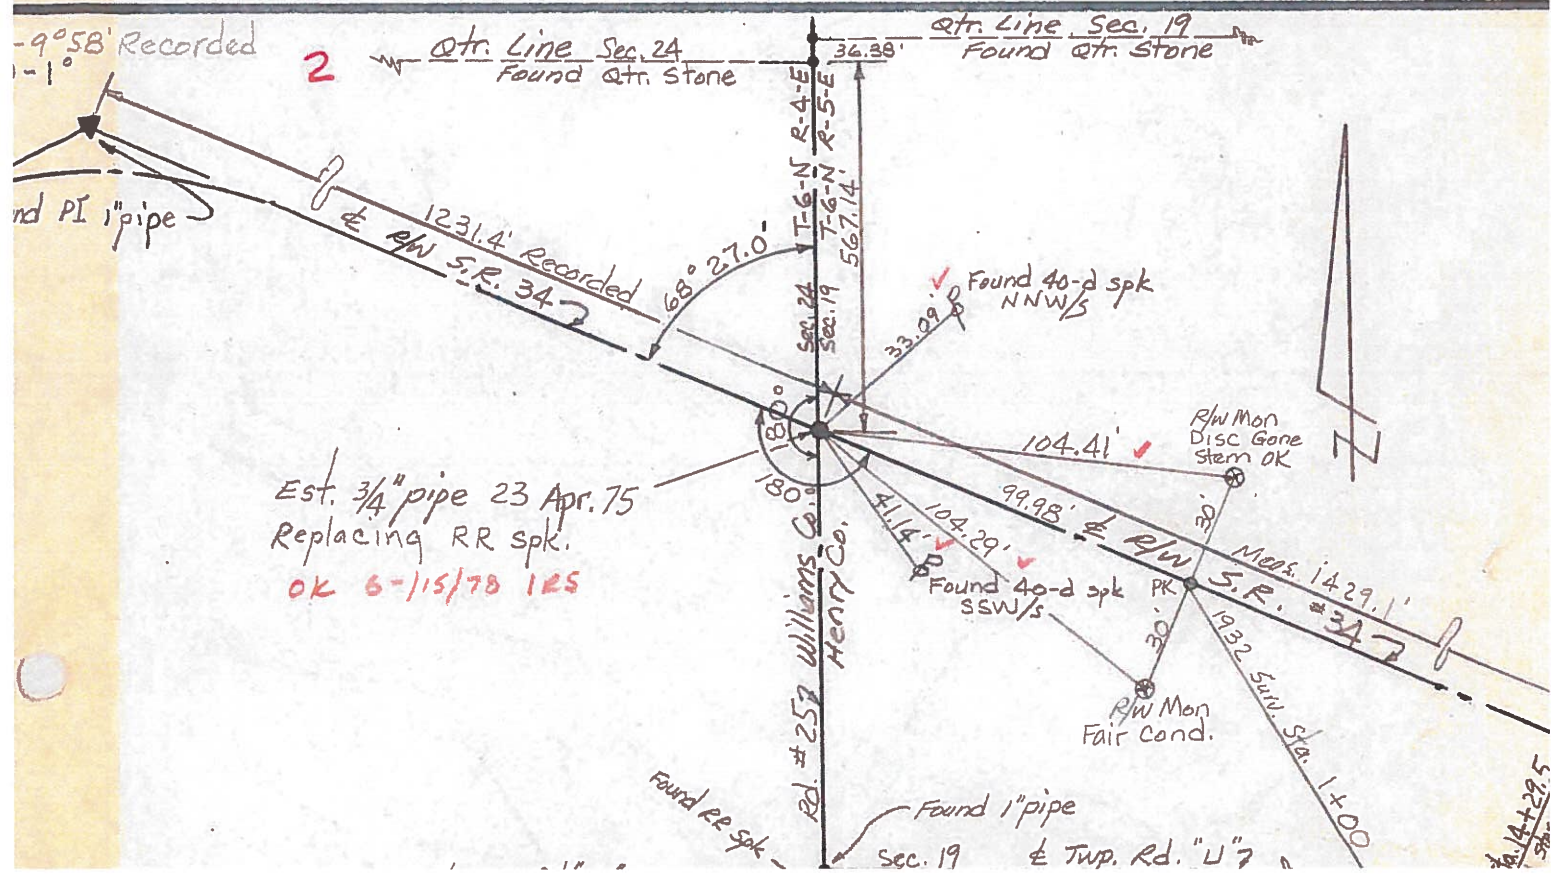 -9°58' Recorded
-1°
2
Qtr. Line Sec. 24
Found Qtr. Stone
36.38'
Qtr. Line Sec. 19
Found Qtr. Stone
T-6-N R-4-E
T-6-N R-5-E
Sec. 24
Sec. 19
567.14'
nd PI 1"pipe
1231.4' Recorded
℄ R/W S.R. 34
68° 27.0'
33.09'
Found 40-d spk
NNW/s
180°
180°
104.41'
R/W Mon
Disc Gone
Stem OK
30'
Est. 3/4"pipe 23 Apr. 75
Replacing RR spk.
OK 6-/15/78
41.14'
104.29'
99.98'
℄ R/W S.R. #34
Meas. 1429.1'
Found 40-d spk
SSW/s
PK
30'
R/W Mon
Fair Cond.
1932 Surv. Sta. 1+00
Rd. #25 Williams Co.
Henry Co.
Found RR spk
Found 1"pipe
Sec. 19
℄ Twp. Rd. "U"
14+29.5